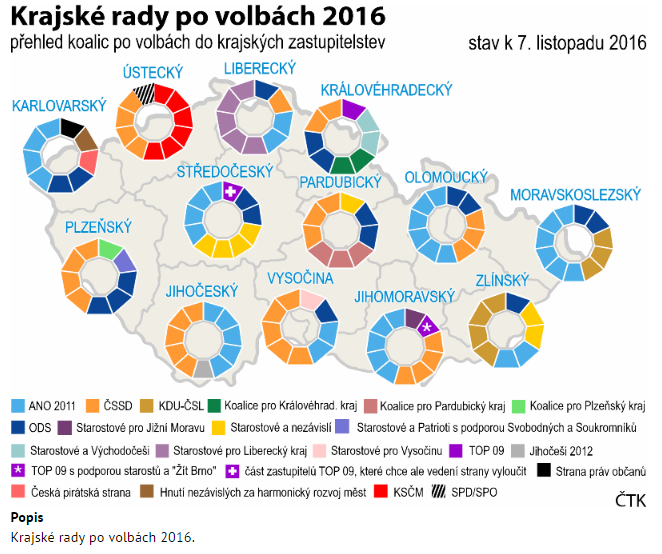 Krajské rady po volbách 2016
přehled koalic po volbách do krajských zastupitelstev
stav k 7. listopadu 2016
LIBERECKÝ
ÚSTECKÝ
KRÁLOVÉHRADECKÝ
KARLOVARSKÝ
STŘEDOČESKÝ
PARDUBICKÝ
OLOMOUCKÝ
MORAVSKOSLEZSKÝ
PLZEŇSKÝ
JIHOČESKÝ
VYSOČINA
JIHOMORAVSKÝ
ZLÍNSKÝ
ANO 2011 ČSSD KDU-ČSL Koalice pro Královéhrad. kraj Koalice pro Pardubický kraj Koalice pro Plzeňský kraj
ODS Starostové pro Jižní Moravu Starostové a nezávislí Starostové a Patrioti s podporou Svobodných a Soukromníků
Starostové a Východočeši Starostové pro Liberecký kraj Starostové pro Vysočinu TOP 09 Jihočeši 2012
TOP 09 s podporou starostů a "Žít Brno" část zastupitelů TOP 09, které chce ale vedení strany vyloučit Strana práv občanů
Česká pirátská strana Hnutí nezávislých za harmonický rozvoj měst KSČM SPD/SPO
ČTK
Popis
Krajské rady po volbách 2016.